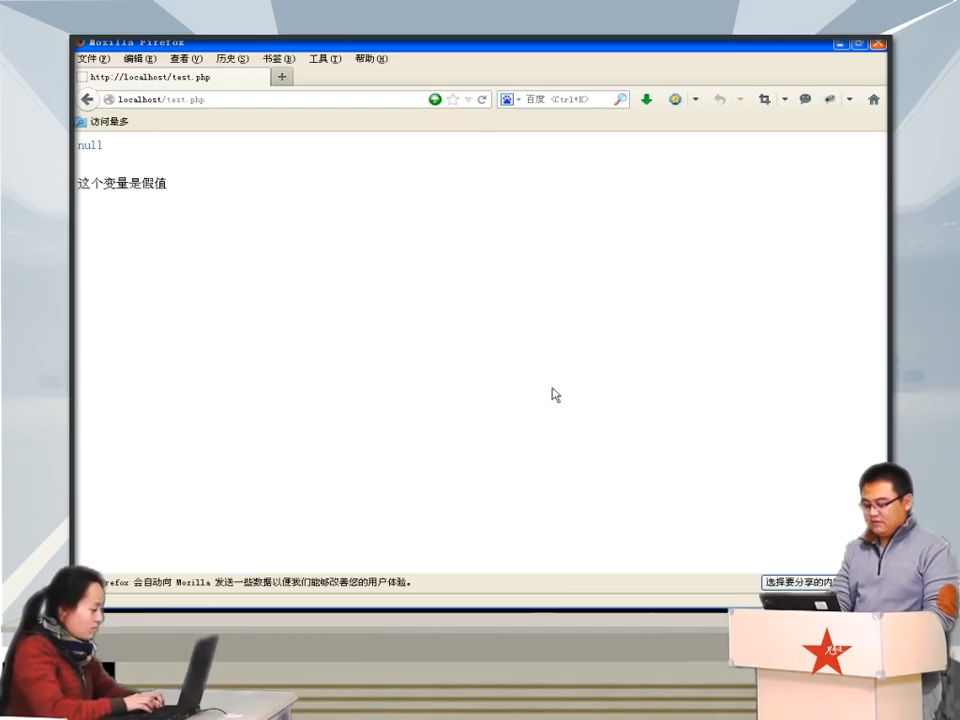 Mozilla Firefox
文件(F) 编辑(E) 查看(V) 历史(S) 书签(B) 工具(T) 帮助(H)
http://localhost/test.php
localhost/test.php 百度 <Ctrl+K>
访问最多
null
这个变量是假值
refox 会自动向 Mozilla 发送一些数据以便我们能够改善您的用户体验。 选择要分享的内